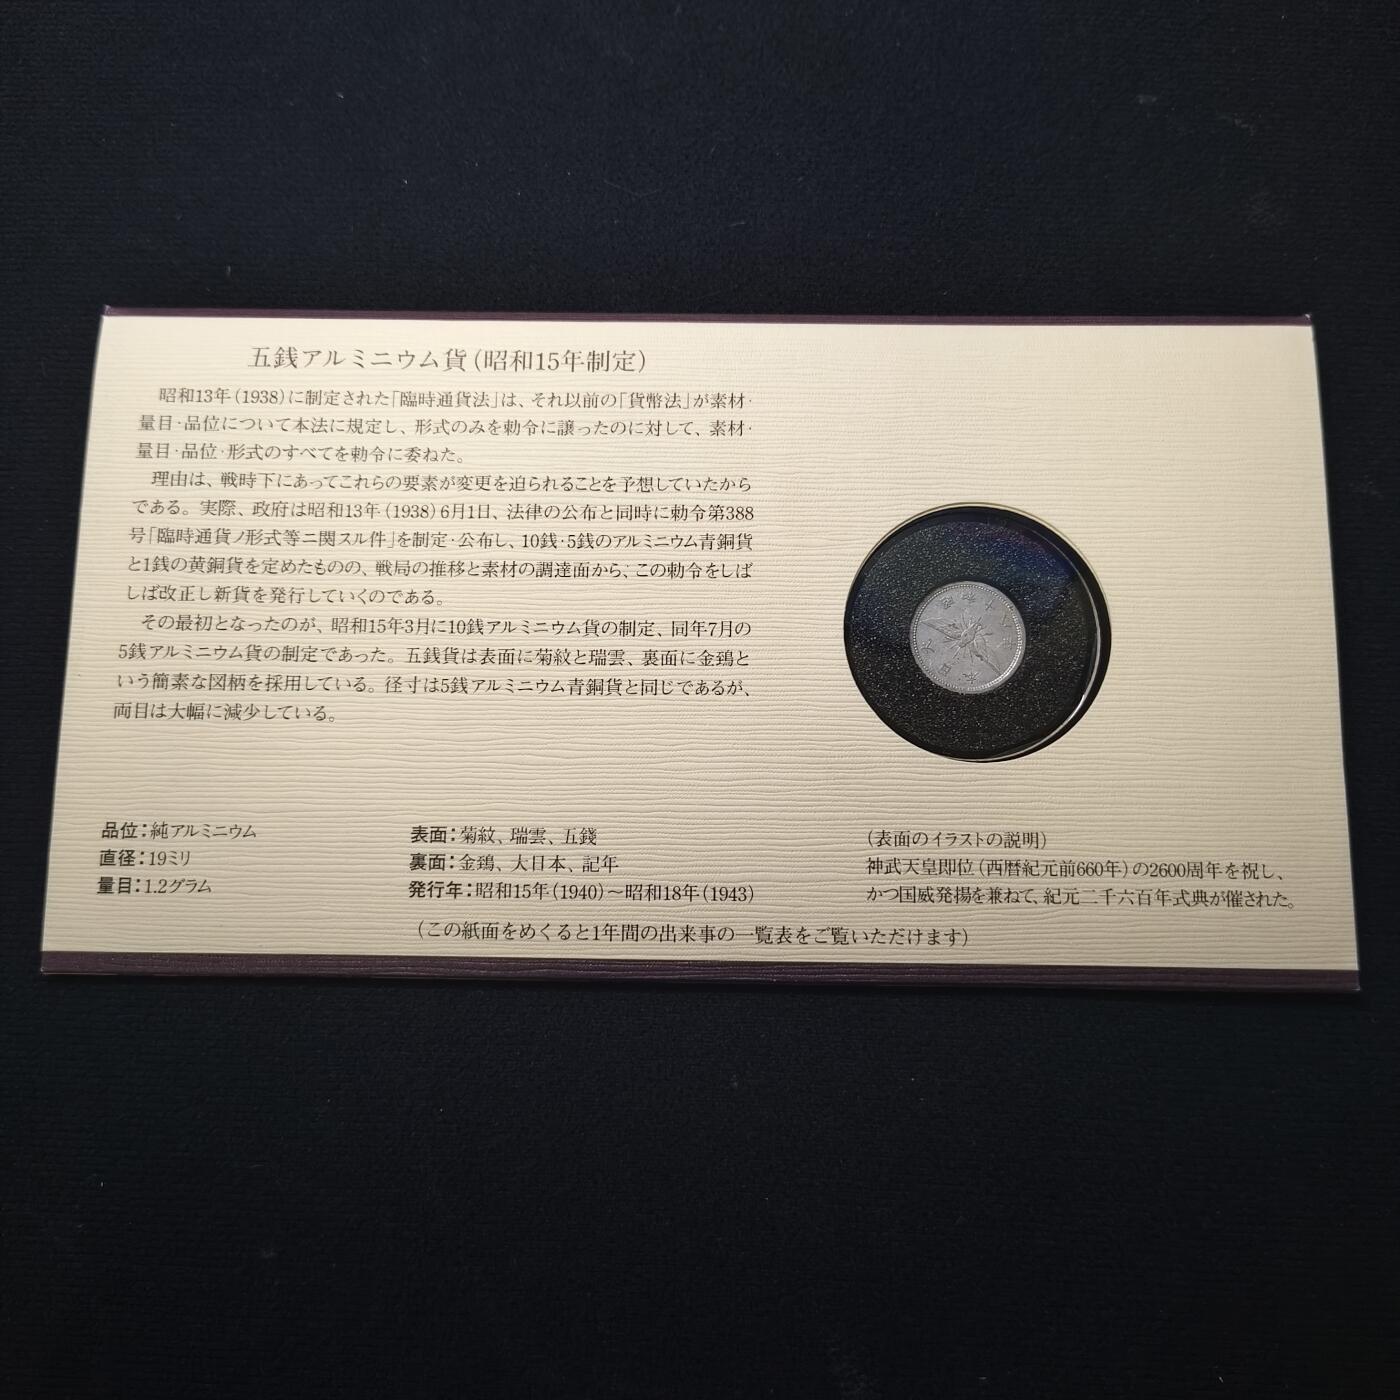 五銭アルミニウム貨(昭和15年制定)
昭和13年(1938)に制定された「臨時通貨法」は、それ以前の「貨幣法」が素材・
量目・品位について本法に規定し、形式のみを勅令に譲ったのに対して、素材・
量目・品位・形式のすべてを勅令に委ねた。
理由は、戦時下にあってこれらの要素が変更を迫られることを予想していたから
である。実際、政府は昭和13年(1938)6月1日、法律の公布と同時に勅令第388
号「臨時通貨ノ形式等ニ関スル件」を制定・公布し、10銭・5銭のアルミニウム青銅貨
と1銭の黄銅貨を定めたものの、戦局の推移と素材の調達面から、この勅令をしば
しば改正し新貨を発行していくのである。
その最初となったのが、昭和15年3月に10銭アルミニウム貨の制定、同年7月の
5銭アルミニウム貨の制定であった。五銭貨は表面に菊紋と瑞雲、裏面に金鵄と
いう簡素な図柄を採用している。径寸は5銭アルミニウム青銅貨と同じであるが、
両目は大幅に減少している。
品位:純アルミニウム
直径:19ミリ
量目:1.2グラム
表面:菊紋、瑞雲、五錢
裏面:金鵄、大日本、記年
発行年:昭和15年(1940)〜昭和18年(1943)
(この紙面をめくると1年間の出来事の一覧表をご覧いただけます)
(表面のイラストの説明)
神武天皇即位(西暦紀元前660年)の2600周年を祝し、
かつ国威発揚を兼ねて、紀元二千六百年式典が催された。
大日本